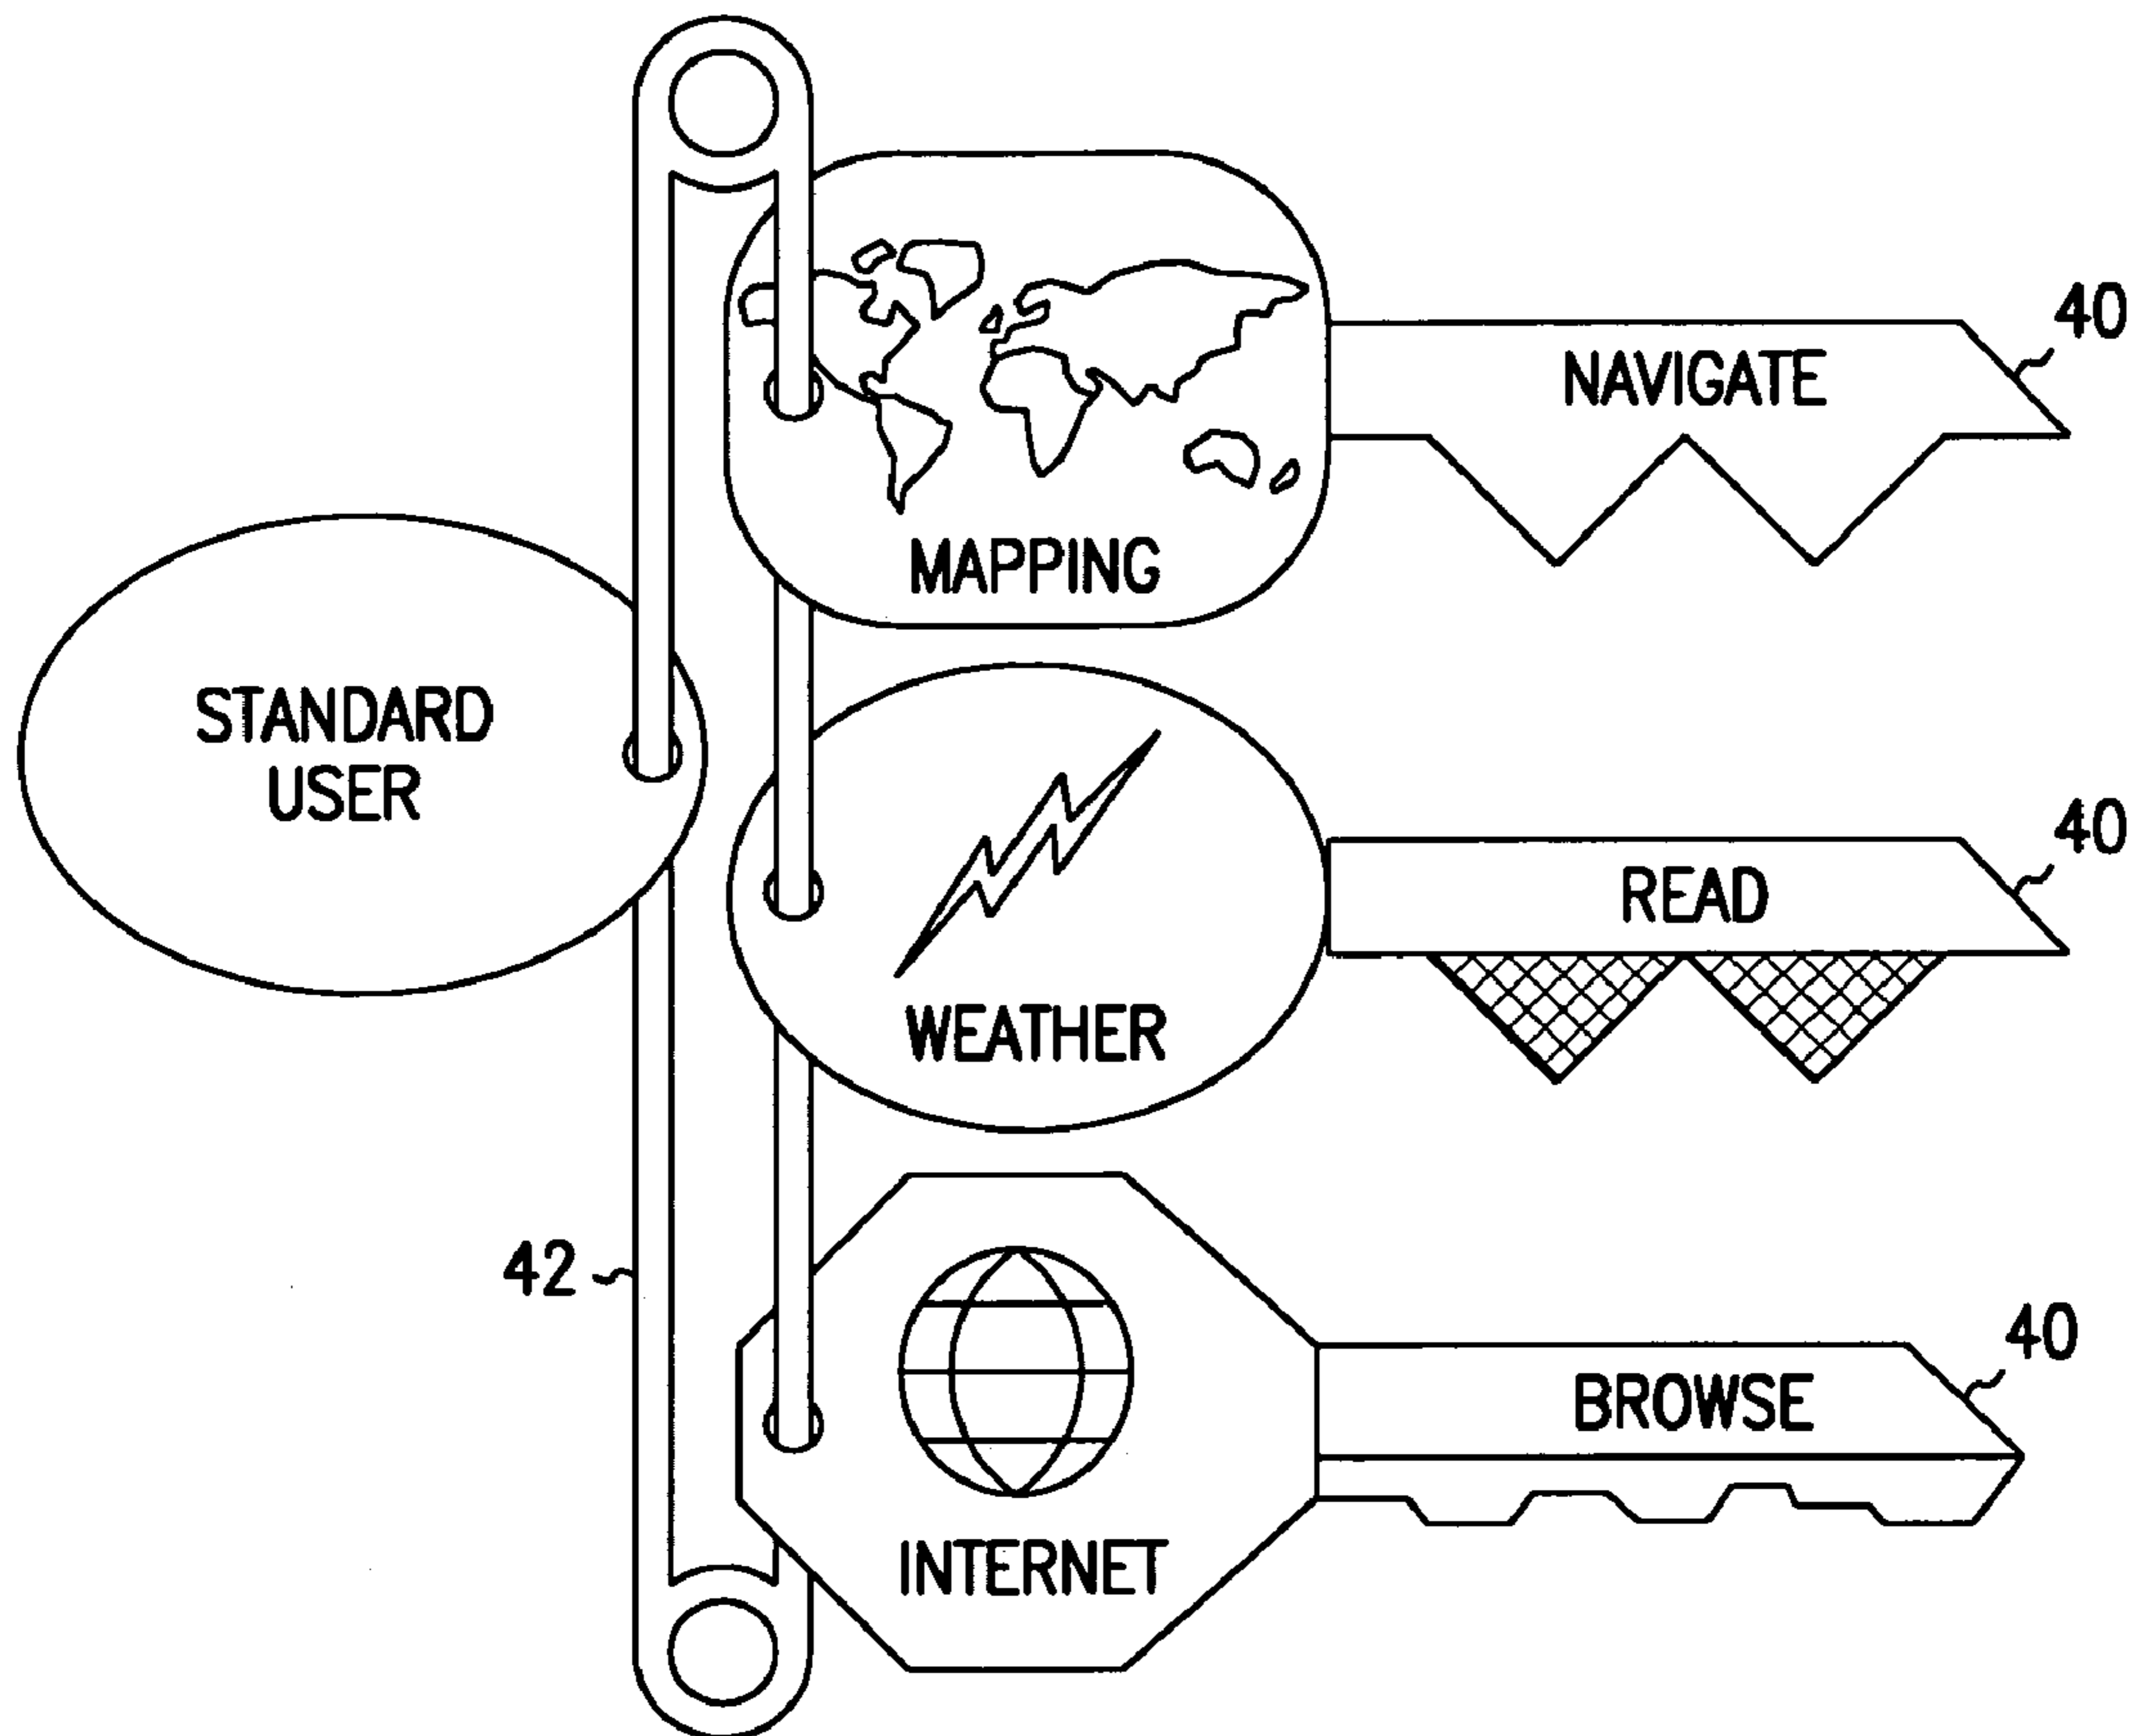 40
NAVIGATE
MAPPING
STANDARD
USER
40
READ
WEATHER
42
40
BROWSE
INTERNET